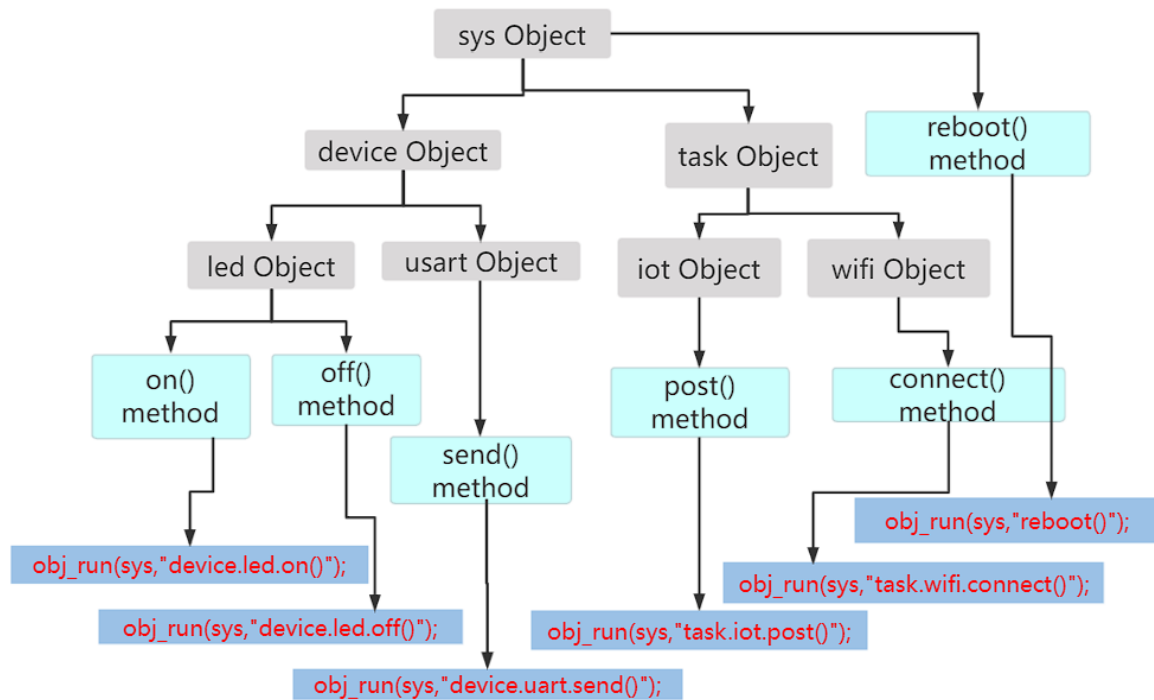 sys Object
device Object
task Object
reboot()
method
led Object
usart Object
iot Object
wifi Object
on()
method
off()
method
send()
method
post()
method
connect()
method
obj_run(sys,"reboot()");
obj_run(sys,"device.led.on()");
obj_run(sys,"task.wifi.connect()");
obj_run(sys,"device.led.off()");
obj_run(sys,"task.iot.post()");
obj_run(sys,"device.uart.send()");